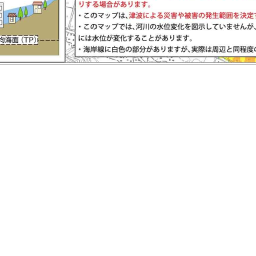 りする場合があります。
・このマップは、津波による災害や被害の発生範囲を決定す
・このマップでは、河川の水位変化を図示していませんが、
には水位が変化することがあります。
・海岸線に白色の部分がありますが、実際は周辺と同程度の
均海面（TP）